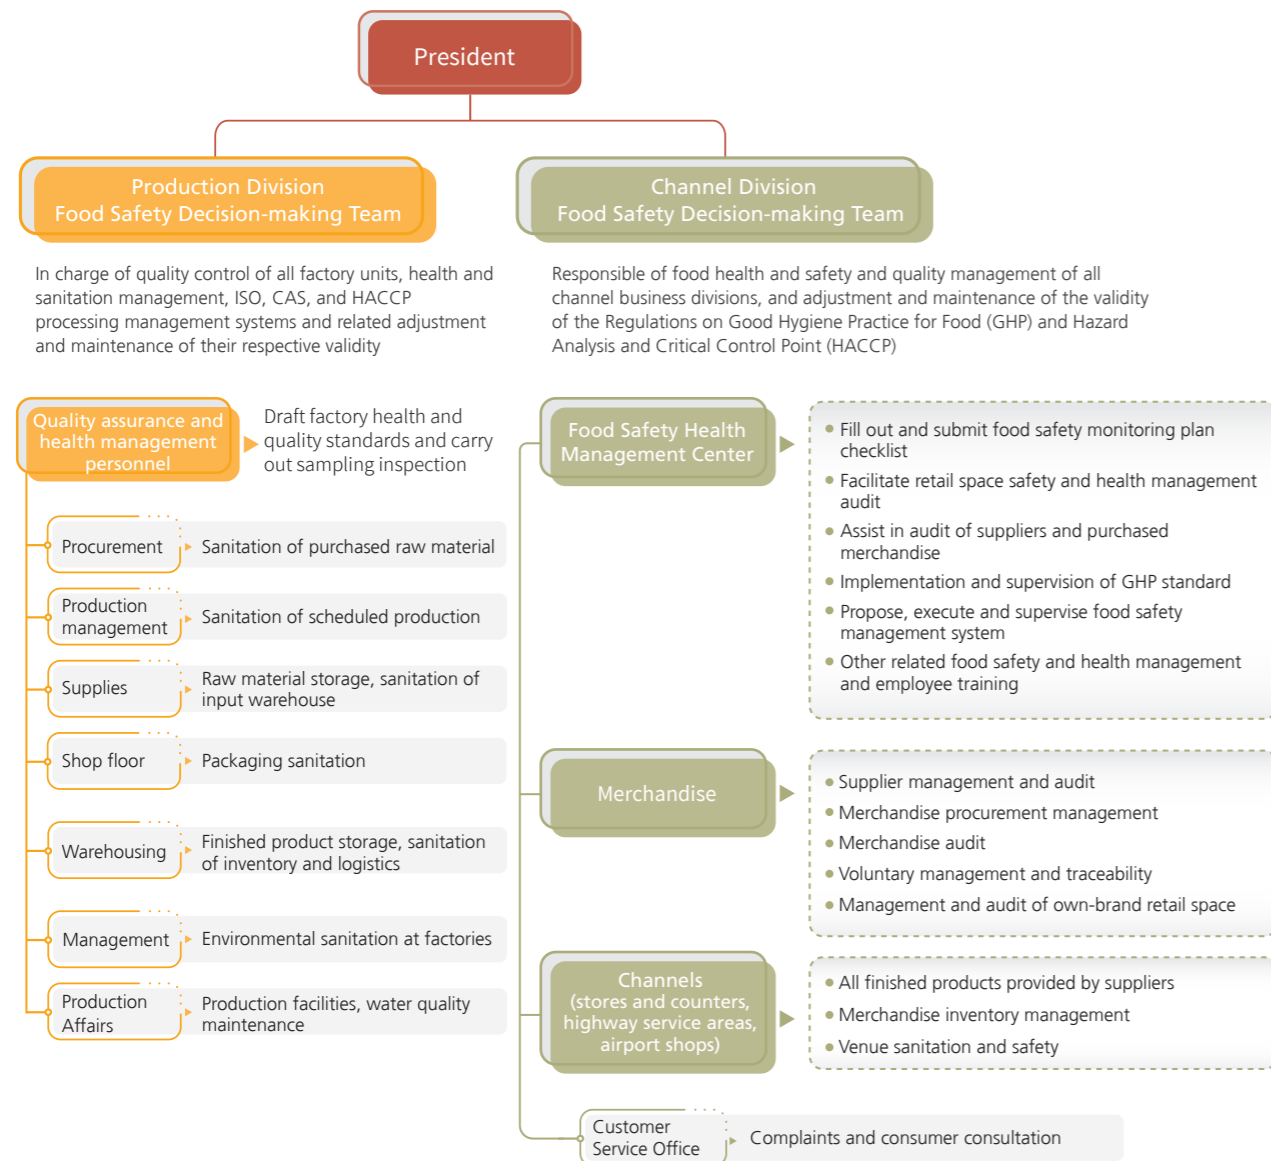 President
Production Division
Food Safety Decision-making Team
In charge of quality control of all factory units, health and
sanitation management, ISO, CAS, and HACCP
processing management systems and related adjustment
and maintenance of their respective validity
Quality assurance and
health management
personnel
Draft factory health and
quality standards and carry
out sampling inspection
Procurement
Sanitation of purchased raw material
Production
management
Sanitation of scheduled production
Supplies
Raw material storage, sanitation of
input warehouse
Shop floor
Packaging sanitation
Warehousing
Finished product storage, sanitation
of inventory and logistics
Management
Environmental sanitation at factories
Production
Affairs
Production facilities, water quality
maintenance
Channel Division
Food Safety Decision-making Team
Responsible of food health and safety and quality management of all
channel business divisions, and adjustment and maintenance of the validity
of the Regulations on Good Hygiene Practice for Food (GHP) and Hazard
Analysis and Critical Control Point (HACCP)
Food Safety Health
Management Center
• Fill out and submit food safety monitoring plan
checklist
• Facilitate retail space safety and health management
audit
• Assist in audit of suppliers and purchased
merchandise
• Implementation and supervision of GHP standard
• Propose, execute and supervise food safety
management system
• Other related food safety and health management
and employee training
Merchandise
• Supplier management and audit
• Merchandise procurement management
• Merchandise audit
• Voluntary management and traceability
• Management and audit of own-brand retail space
Channels
(stores and counters,
highway service areas,
airport shops)
• All finished products provided by suppliers
• Merchandise inventory management
• Venue sanitation and safety
Customer
Service Office
Complaints and consumer consultation